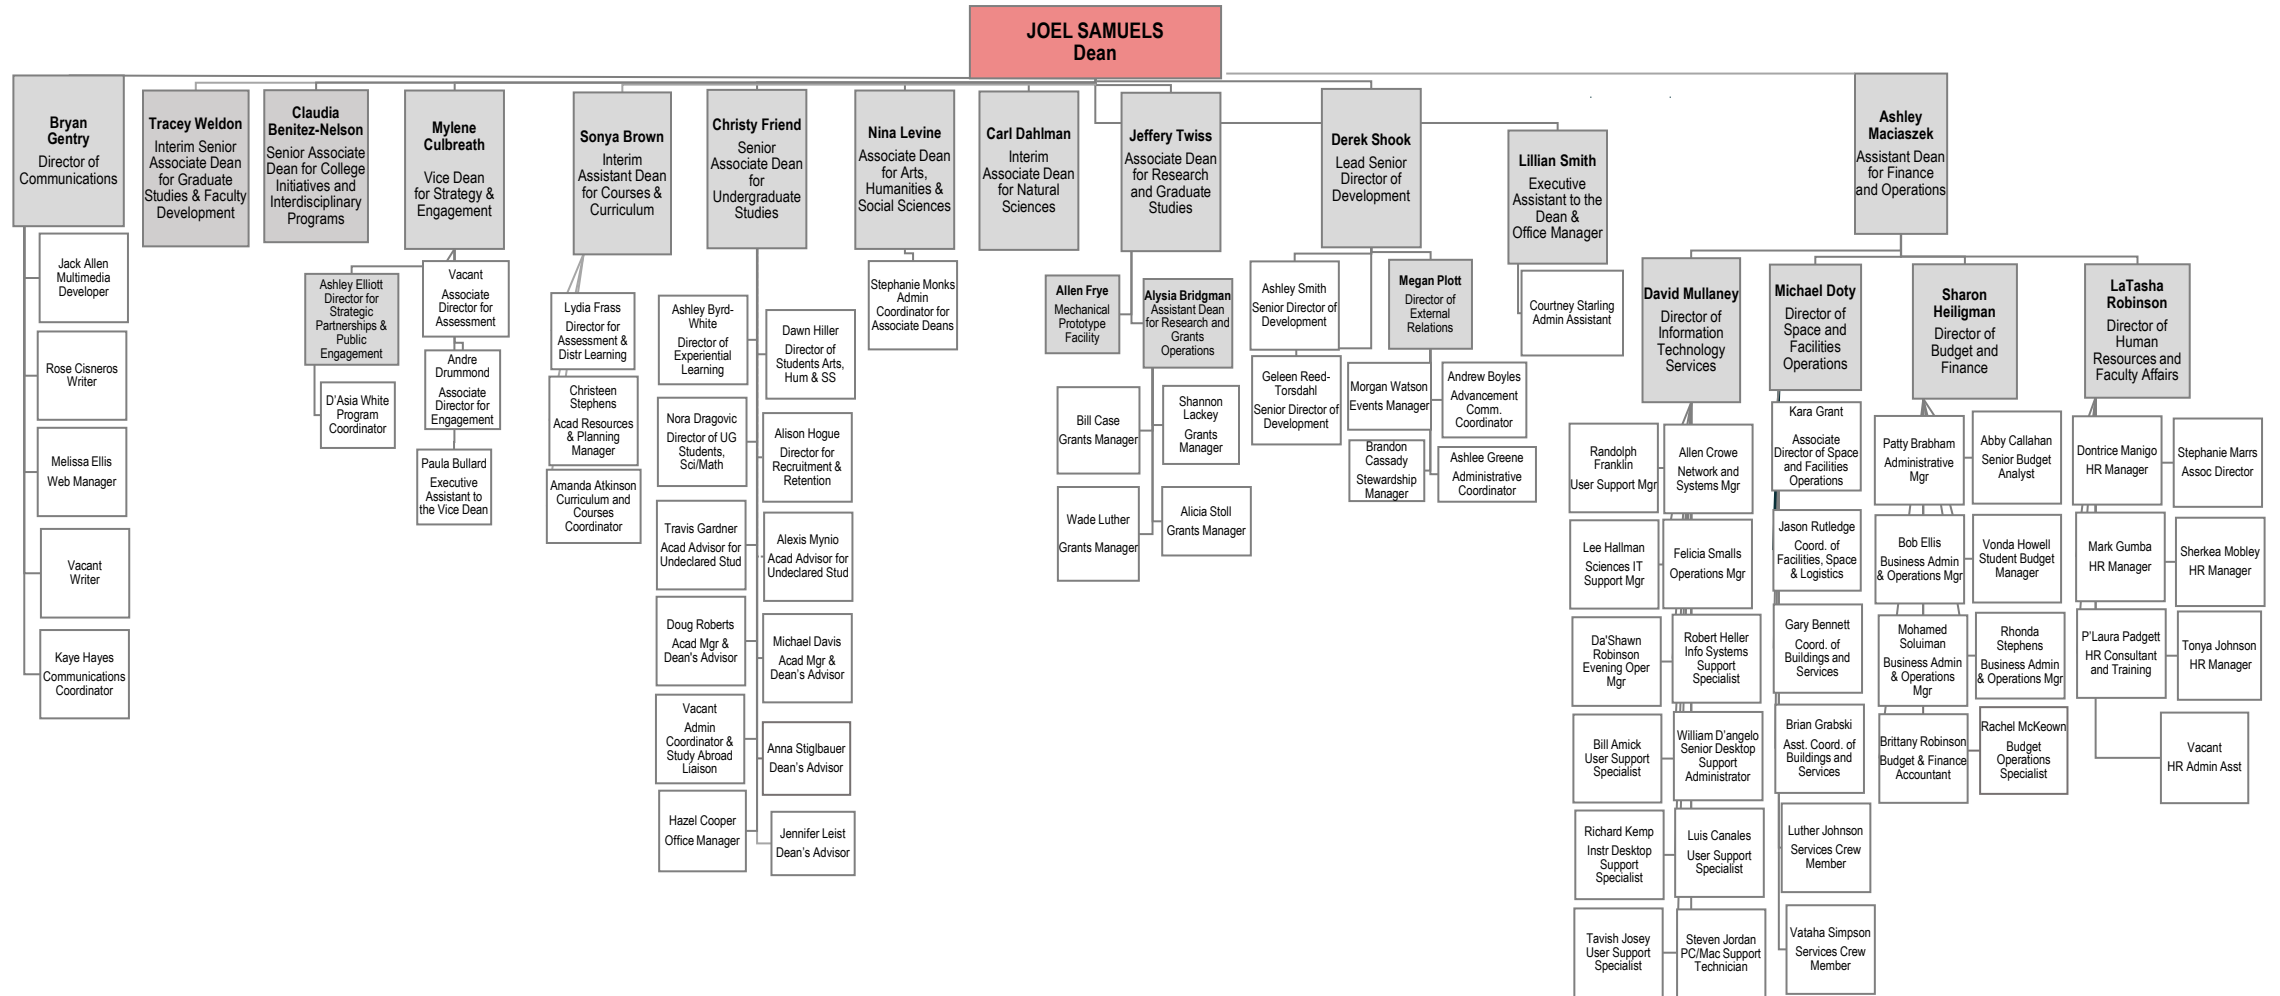 JOEL SAMUELS
Dean
Bryan
Gentry
Director of
Communications
Jack Allen
Multimedia
Developer
Rose Cisneros
Writer
Melissa Ellis
Web Manager
Vacant
Writer
Kaye Hayes
Communications
Coordinator
Tracey Weldon
Interim Senior
Associate Dean
for Graduate
Studies & Faculty
Development
Claudia
Benitez-Nelson
Senior Associate
Dean for College
Initiatives and
Interdisciplinary
Programs
Mylene
Culbreath
Vice Dean
for Strategy &
Engagement
Ashley Elliott
Director for
Strategic
Partnerships &
Public
Engagement
D'Asia White
Program
Coordinator
Vacant
Associate
Director for
Assessment
Andre
Drummond
Associate
Director for
Engagement
Paula Bullard
Executive
Assistant to
the Vice Dean
Sonya Brown
Interim
Assistant Dean
for Courses &
Curriculum
Lydia Frass
Director for
Assessment &
Distr Learning
Christeen
Stephens
Acad Resources
& Planning
Manager
Amanda Atkinson
Curriculum and
Courses
Coordinator
Christy Friend
Senior
Associate Dean
for
Undergraduate
Studies
Ashley Byrd-
White
Director of
Experiential
Learning
Dawn Hiller
Director of
Students Arts,
Hum & SS
Nora Dragovic
Director of UG
Students,
Sci/Math
Alison Hogue
Director for
Recruitment &
Retention
Travis Gardner
Acad Advisor for
Undeclared Stud
Alexis Mynio
Acad Advisor for
Undeclared Stud
Doug Roberts
Acad Mgr &
Dean's Advisor
Michael Davis
Acad Mgr &
Dean's Advisor
Vacant
Admin
Coordinator &
Study Abroad
Liaison
Anna Stiglbauer
Dean's Advisor
Hazel Cooper
Office Manager
Jennifer Leist
Dean's Advisor
Nina Levine
Associate Dean
for Arts,
Humanities &
Social Sciences
Stephanie Monks
Admin
Coordinator for
Associate Deans
Carl Dahlman
Interim
Associate Dean
for Natural
Sciences
Jeffery Twiss
Associate Dean
for Research
and Graduate
Studies
Allen Frye
Mechanical
Prototype
Facility
Alysia Bridgman
Assistant Dean
for Research and
Grants
Operations
Bill Case
Grants Manager
Shannon
Lackey
Grants
Manager
Wade Luther
Grants Manager
Alicia Stoll
Grants Manager
Derek Shook
Lead Senior
Director of
Development
Ashley Smith
Senior Director of
Development
Geleen Reed-
Torsdahl
Senior Director of
Development
Megan Plott
Director of
External
Relations
Morgan Watson
Events Manager
Andrew Boyles
Advancement
Comm.
Coordinator
Brandon
Cassady
Stewardship
Manager
Ashlee Greene
Administrative
Coordinator
Lillian Smith
Executive
Assistant to the
Dean &
Office Manager
Courtney Starling
Admin Assistant
Ashley
Maciaszek
Assistant Dean
for Finance
and Operations
David Mullaney
Director of
Information
Technology
Services
Randolph
Franklin
User Support Mgr
Allen Crowe
Network and
Systems Mgr
Lee Hallman
Sciences IT
Support Mgr
Felicia Smalls
Operations Mgr
Da'Shawn
Robinson
Evening Oper
Mgr
Robert Heller
Info Systems
Support
Specialist
Bill Amick
User Support
Specialist
William D'angelo
Senior Desktop
Support
Administrator
Richard Kemp
Instr Desktop
Support
Specialist
Luis Canales
User Support
Specialist
Tavish Josey
User Support
Specialist
Steven Jordan
PC/Mac Support
Technician
Michael Doty
Director of
Space and
Facilities
Operations
Kara Grant
Associate
Director of Space
and Facilities
Operations
Jason Rutledge
Coord. of
Facilities, Space
& Logistics
Gary Bennett
Coord. of
Buildings and
Services
Brian Grabski
Asst. Coord. of
Buildings and
Services
Luther Johnson
Services Crew
Member
Vataha Simpson
Services Crew
Member
Sharon
Heiligman
Director of
Budget and
Finance
Patty Brabham
Administrative
Mgr
Abby Callahan
Senior Budget
Analyst
Bob Ellis
Business Admin
& Operations Mgr
Vonda Howell
Student Budget
Manager
Mohamed
Soluiman
Business Admin
& Operations
Mgr
Rhonda
Stephens
Business Admin
& Operations Mgr
Brittany Robinson
Budget & Finance
Accountant
Rachel McKeown
Budget
Operations
Specialist
LaTasha
Robinson
Director of
Human
Resources and
Faculty Affairs
Dontrice Manigo
HR Manager
Stephanie Marrs
Assoc Director
Mark Gumba
HR Manager
Sherkea Mobley
HR Manager
P'Laura Padgett
HR Consultant
and Training
Tonya Johnson
HR Manager
Vacant
HR Admin Asst